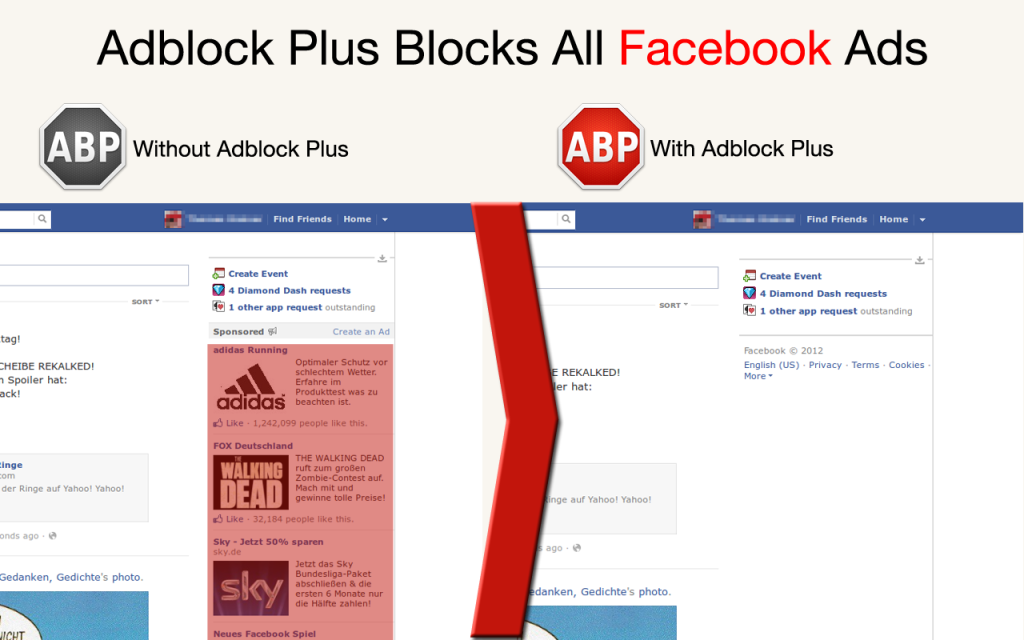 Adblock Plus Blocks All Facebook Ads
ABP Without Adblock Plus
ABP With Adblock Plus
Find Friends
Home
SORT
tag!
CHEIBE REKALKED!
n Spoiler hat:
ack!
Ringe
com
der Ringe auf Yahoo! Yahoo!
onds ago ·
Gedanken, Gedichte's photo.
NICHT
Create Event
4 Diamond Dash requests
1 other app request outstanding
Sponsored
Create an Ad
adidas Running
adidas
Optimaler Schutz vor
schlechtem Wetter.
Erfahre im
Produkttest was zu
beachten ist.
Like · 1,242,099 people like this.
FOX Deutschland
THE
WALKING
DEAD
THE WALKING DEAD
ruft zum großen
Zombie-Contest auf.
Mach mit und
gewinne tolle Preise!
Like · 32,184 people like this.
Sky - Jetzt 50% sparen
sky.de
sky
Jetzt das Sky
Bundesliga-Paket
abschließen & die
ersten 6 Monate nur
die Hälfte zahlen!
Neues Facebook Spiel
Find Friends
Home
SORT
E REKALKED!
ler hat:
inge auf Yahoo! Yahoo!
s ago ·
edanken, Gedichte's photo.
NICHT
Create Event
4 Diamond Dash requests
1 other app request outstanding
Facebook © 2012
English (US) · Privacy · Terms · Cookies ·
More